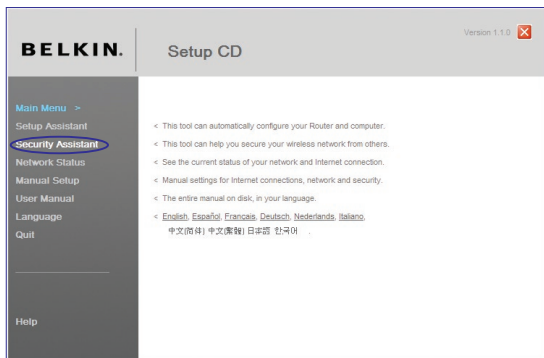 Version 1.1.0
BELKIN.
Setup CD
Main Menu >
Setup Assistant
< This tool can automatically configure your Router and computer.
Security Assistant
< This tool can help you secure your wireless network from others.
Network Status
< See the current status of your network and Internet connection.
Manual Setup
< Manual settings for Internet connections, network and security.
User Manual
< The entire manual on disk, in your language.
Language
< English, Español, Francais, Deutsch, Nederlands, Italiano,
中文(简体) 中文(繁體) 日本語 한국어 .
Quit
Help